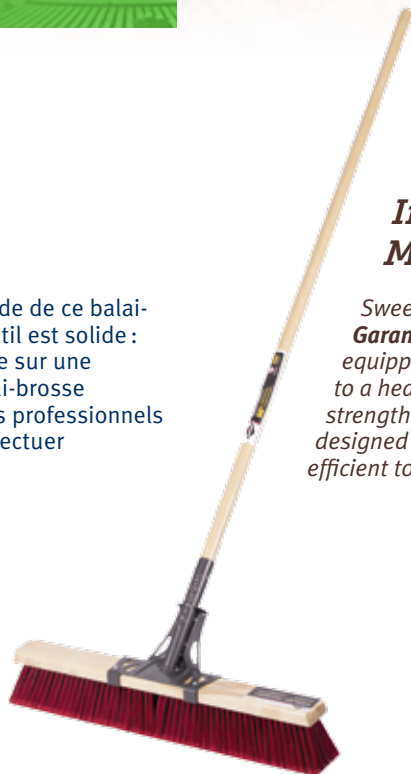 de de ce balai-
til est solide :
e sur une
i-brosse
s professionnels
ectuer
I
M
Swee
Garan
equipp
to a hea
strength
designed
efficient to